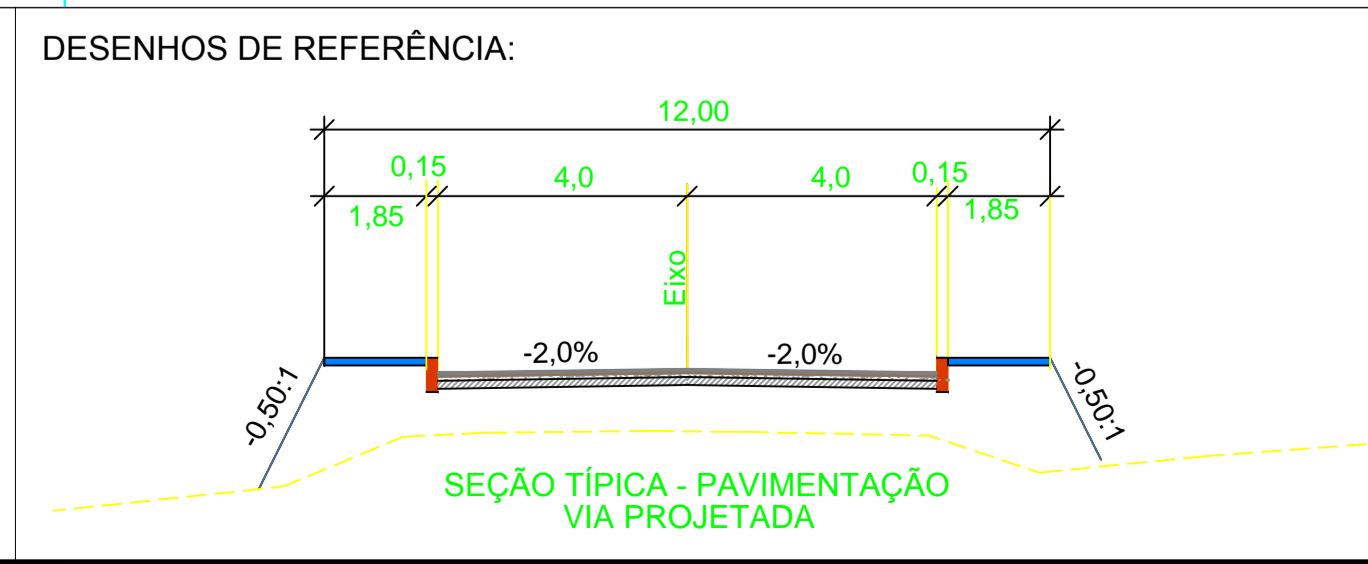 DESENHOS DE REFERÊNCIA:
12,00
0,15
4,0
4,0
0,15
1,85
1,85
Eixo
-2,0%
-2,0%
-0,50:1
-0,50:1
SEÇÃO TÍPICA - PAVIMENTAÇÃO
VIA PROJETADA